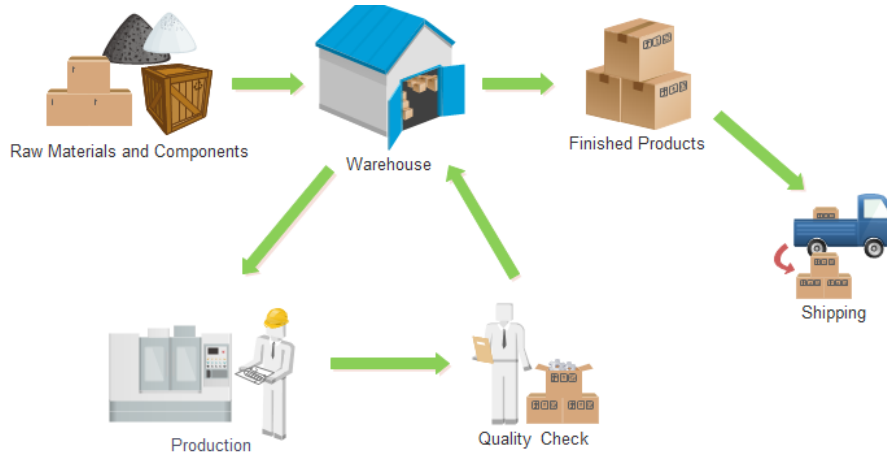 Raw Materials and Components
Warehouse
Finished Products
Shipping
Production
Quality Check